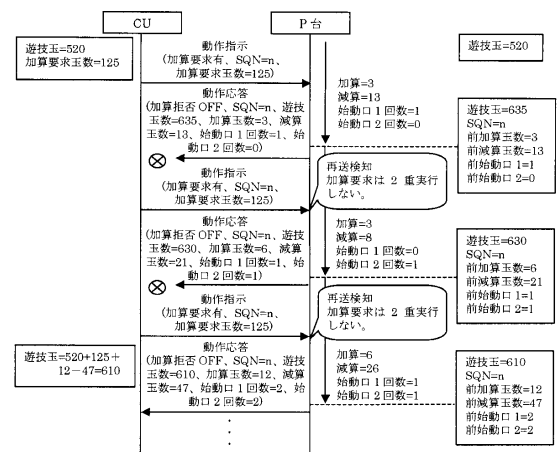 CU
P台
遊技玉=520
加算要求玉数=125
動作指示
(加算要求有、SQN=n、
加算要求玉数=125)
遊技玉=520
加算=3
減算=13
始動口1回数=1
始動口2回数=0
動作応答
(加算拒否OFF、SQN=n、遊技
玉数=635、加算玉数=3、減算
玉数=13、始動口1回数=1、始
動口2回数=0)
遊技玉=635
SQN=n
前加算玉数=3
前減算玉数=13
前始動口1=1
前始動口2=0
動作指示
(加算要求有、SQN=n、
加算要求玉数=125)
再送検知
加算要求は 2 重実行
しない。
動作応答
(加算拒否OFF、SQN=n、遊技
玉数=630、加算玉数=6、減算
玉数=21、始動口1回数=1、始
動口2回数=1)
加算=3
減算=8
始動口1回数=0
始動口2回数=1
遊技玉=630
SQN=n
前加算玉数=6
前減算玉数=21
前始動口1=1
前始動口2=1
動作指示
(加算要求有、SQN=n、
加算要求玉数=125)
再送検知
加算要求は 2 重実行
しない。
遊技玉=520+125+
12-47=610
動作応答
(加算拒否OFF、SQN=n、遊技
玉数=610、加算玉数=12、減算
玉数=47、始動口1回数=2、始
動口2回数=2)
加算=6
減算=26
始動口1回数=1
始動口2回数=1
遊技玉=610
SQN=n
前加算玉数=12
前減算玉数=47
前始動口1=2
前始動口2=2